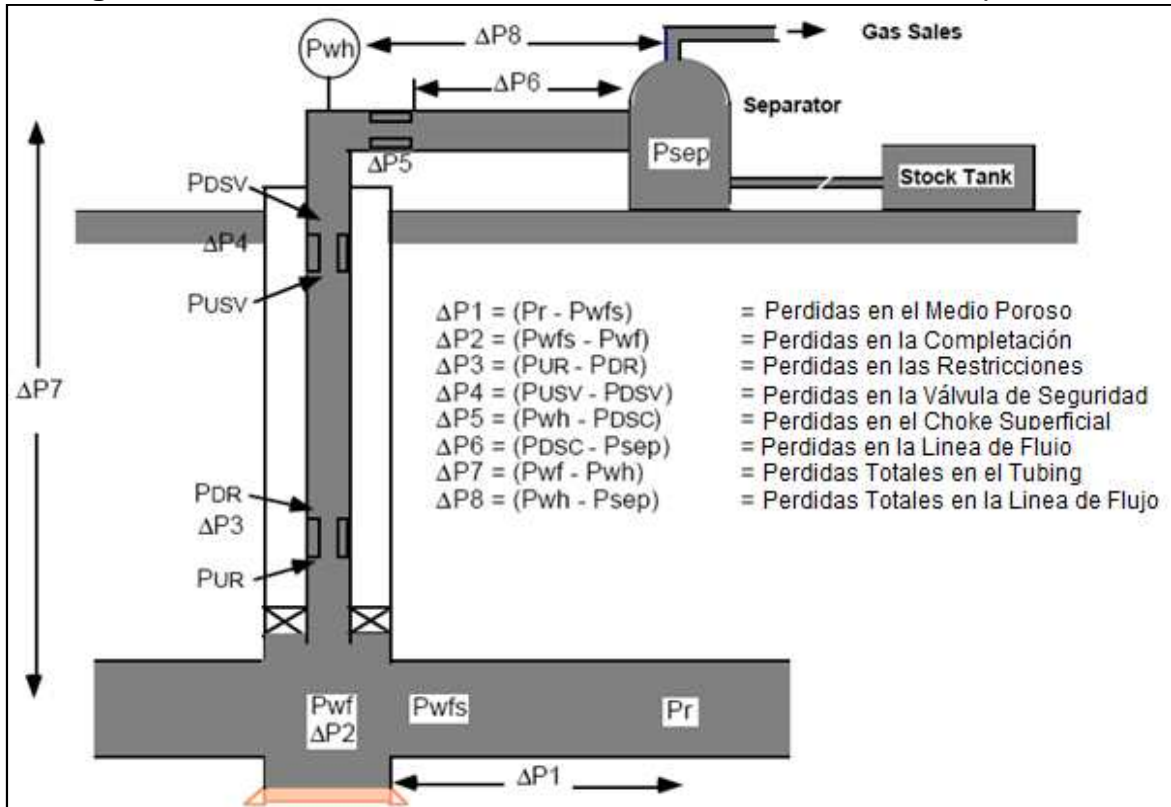 ΔP8
Pwh
Gas Sales
ΔP6
Separator
Psep
ΔP5
Stock Tank
PDSV
ΔP4
PUSV
ΔP7
ΔP1 = (Pr - Pwfs) = Perdidas en el Medio Poroso
ΔP2 = (Pwfs - Pwf) = Perdidas en la Completación
ΔP3 = (PUR - PDR) = Perdidas en las Restricciones
ΔP4 = (PUSV - PDSV) = Perdidas en la Válvula de Seguridad
ΔP5 = (Pwh - PDSC) = Perdidas en el Choke Superficial
ΔP6 = (PDSC - Psep) = Perdidas en la Linea de Fluio
ΔP7 = (Pwf - Pwh) = Perdidas Totales en el Tubing
ΔP8 = (Pwh - Psep) = Perdidas Totales en la Linea de Flujo
PDR
ΔP3
PUR
Pwf
Pwfs
Pr
ΔP2
ΔP1